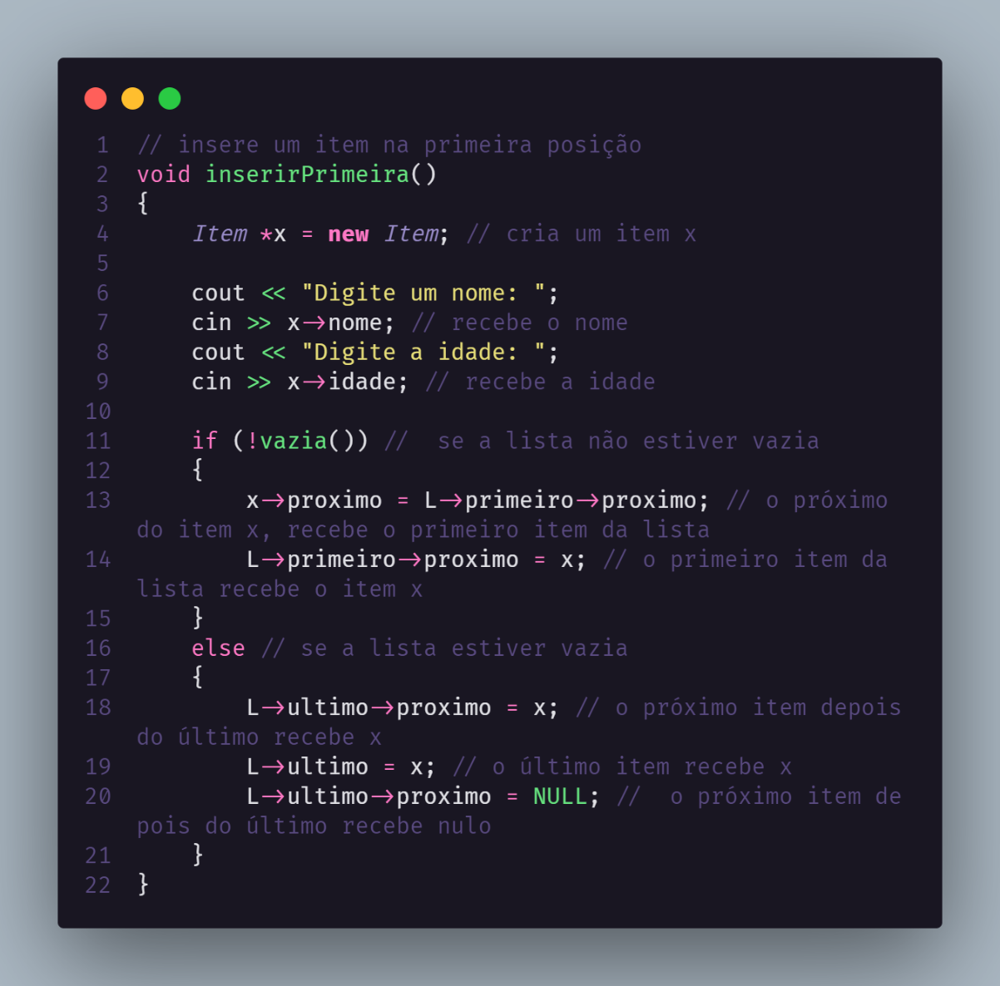 1 // insere um item na primeira posição
2 void inserirPrimeira()
3 {
4     Item *x = new Item; // cria um item x
5
6     cout << "Digite um nome: ";
7     cin >> x->nome; // recebe o nome
8     cout << "Digite a idade: ";
9     cin >> x->idade; // recebe a idade
10
11     if (!vazia()) //  se a lista não estiver vazia
12     {
13         x->proximo = L->primeiro->proximo; // o próximo
do item x, recebe o primeiro item da lista
14         L->primeiro->proximo = x; // o primeiro item da
lista recebe o item x
15     }
16     else // se a lista estiver vazia
17     {
18         L->ultimo->proximo = x; // o próximo item depois
do último recebe x
19         L->ultimo = x; // o último item recebe x
20         L->ultimo->proximo = NULL; //  o próximo item de
pois do último recebe nulo
21     }
22 }